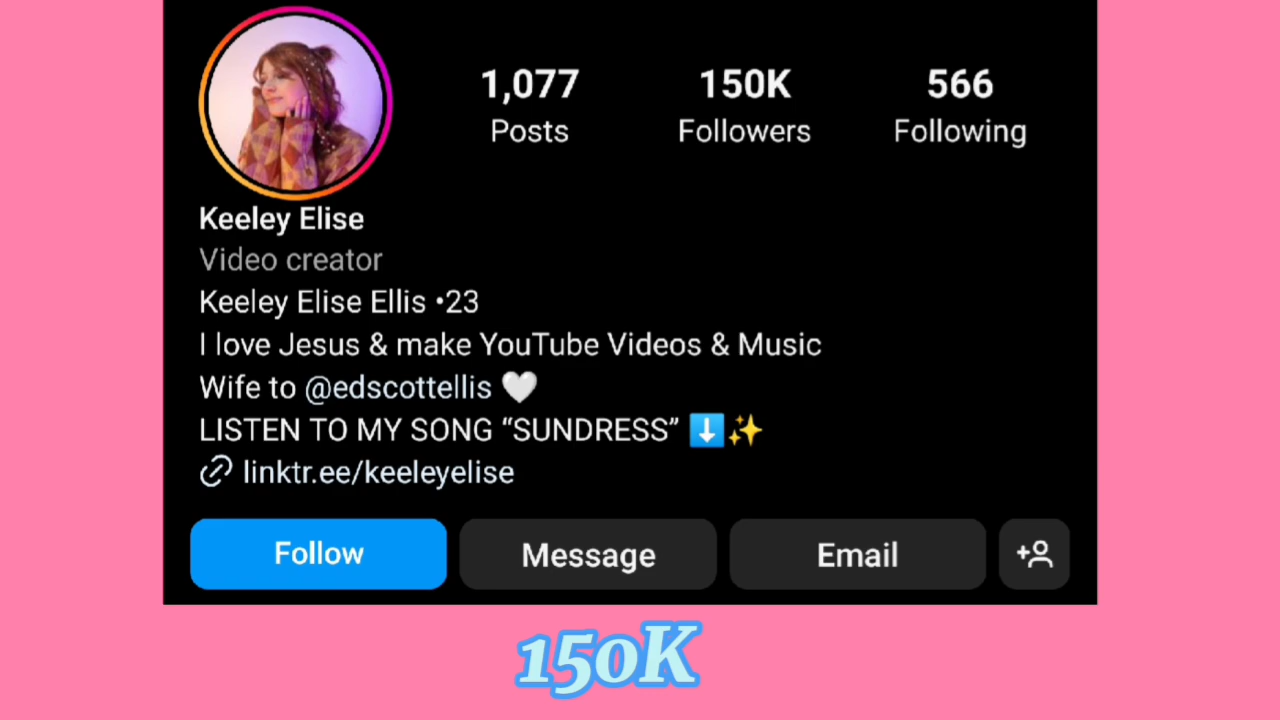 1,077 150K 566
Posts Followers Following
Keeley Elise
Video creator
Keeley Elise Ellis •23
I love Jesus & make YouTube Videos & Music
Wife to @edscottellis 🤍
LISTEN TO MY SONG “SUNDRESS” ⬇️✨
linktr.ee/keeleyelise
Follow Message Email
150K